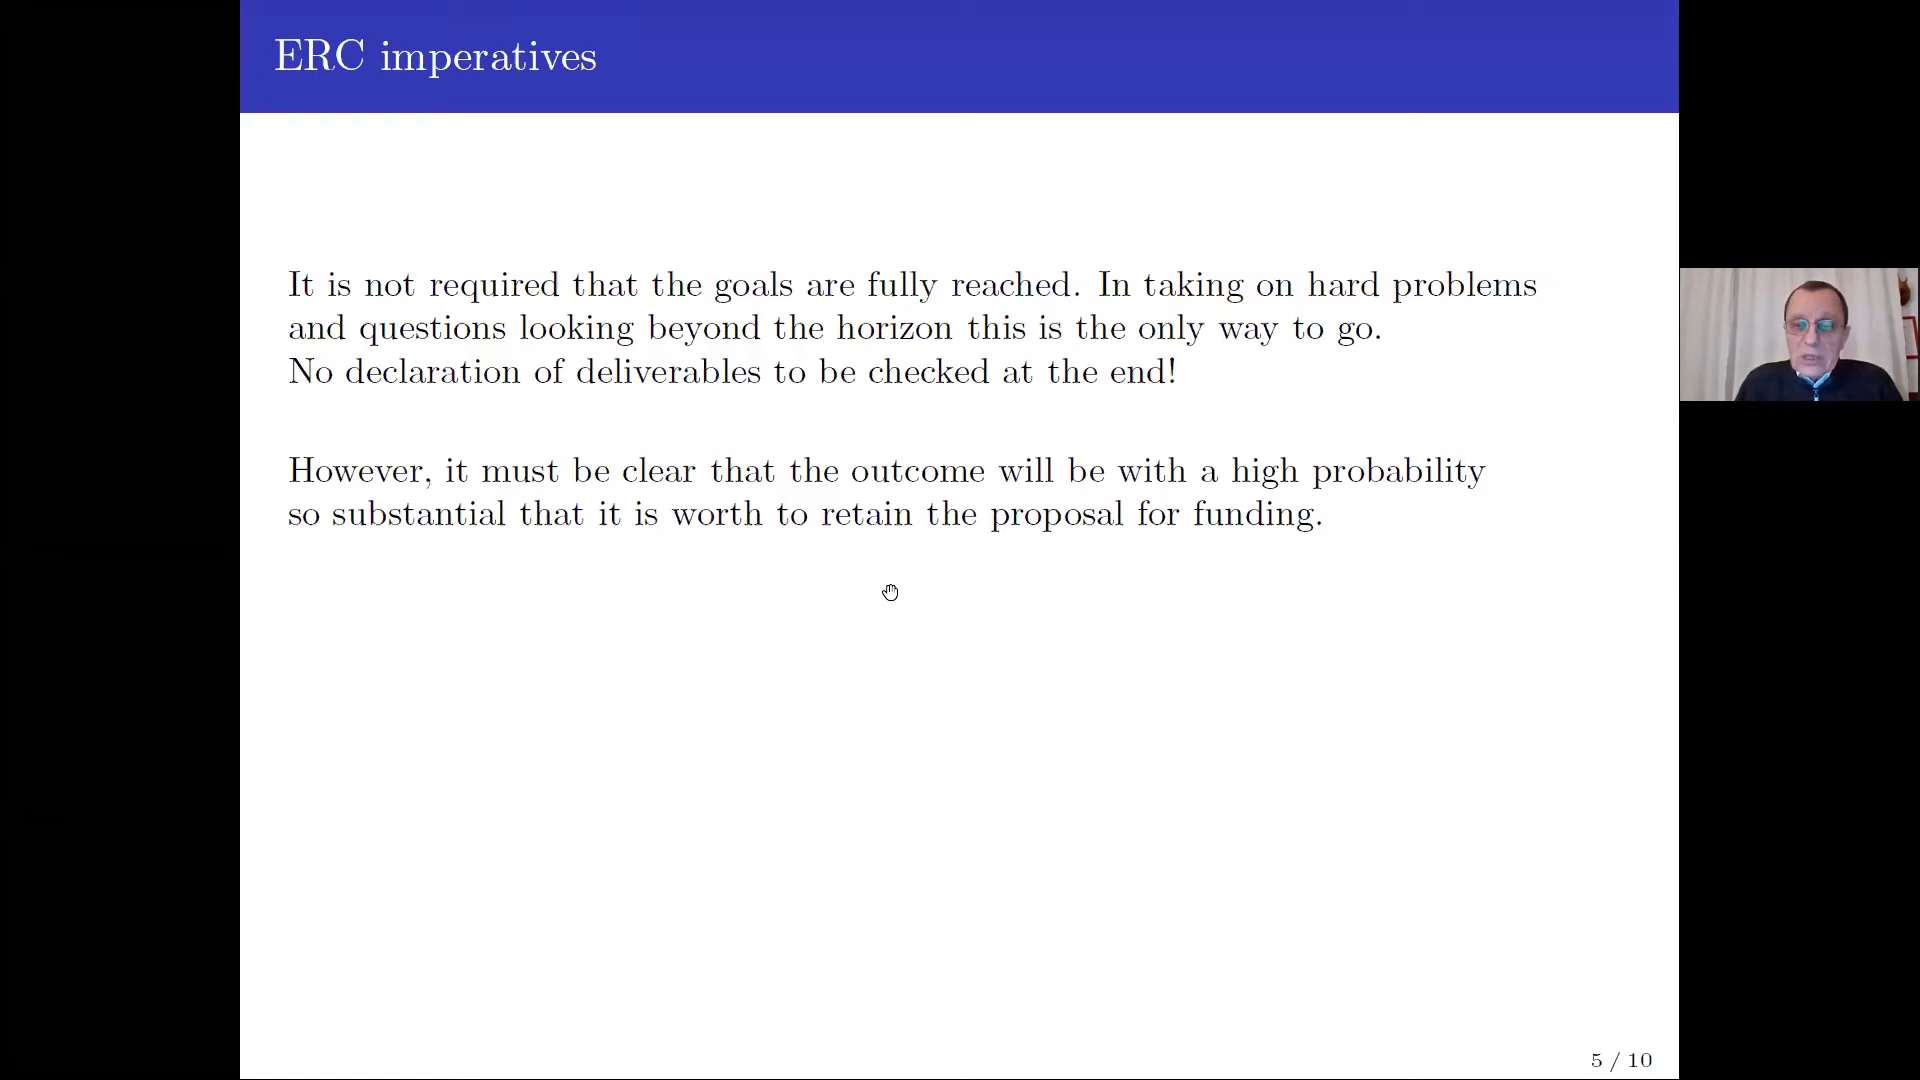 ERC imperatives
It is not required that the goals are fully reached. In taking on hard problems
and questions looking beyond the horizon this is the only way to go.
No declaration of deliverables to be checked at the end!
However, it must be clear that the outcome will be with a high probability
so substantial that it is worth to retain the proposal for funding.
5 / 10